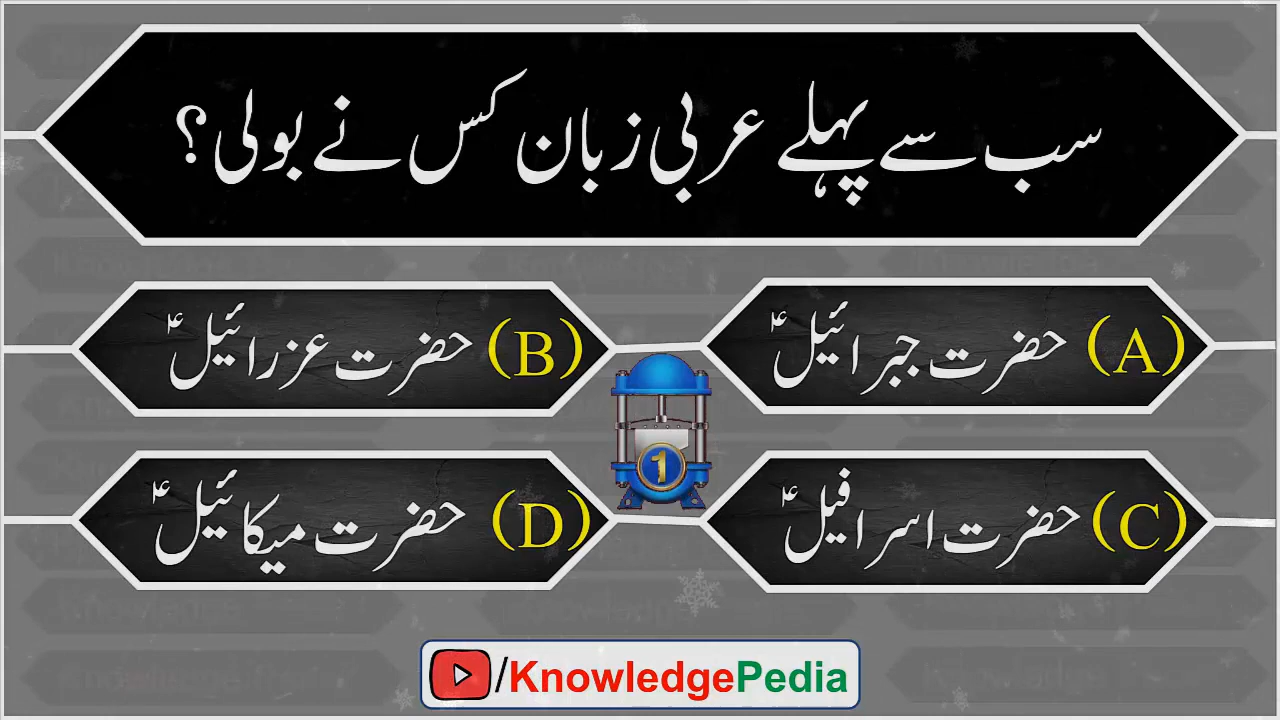 سب سے پہلے عربی زبان کس نے بولی؟
(A) حضرت جبرائیلؑ
(B) حضرت عزرائیلؑ
(C) حضرت اسرافیلؑ
(D) حضرت میکائیلؑ
1
/KnowledgePedia